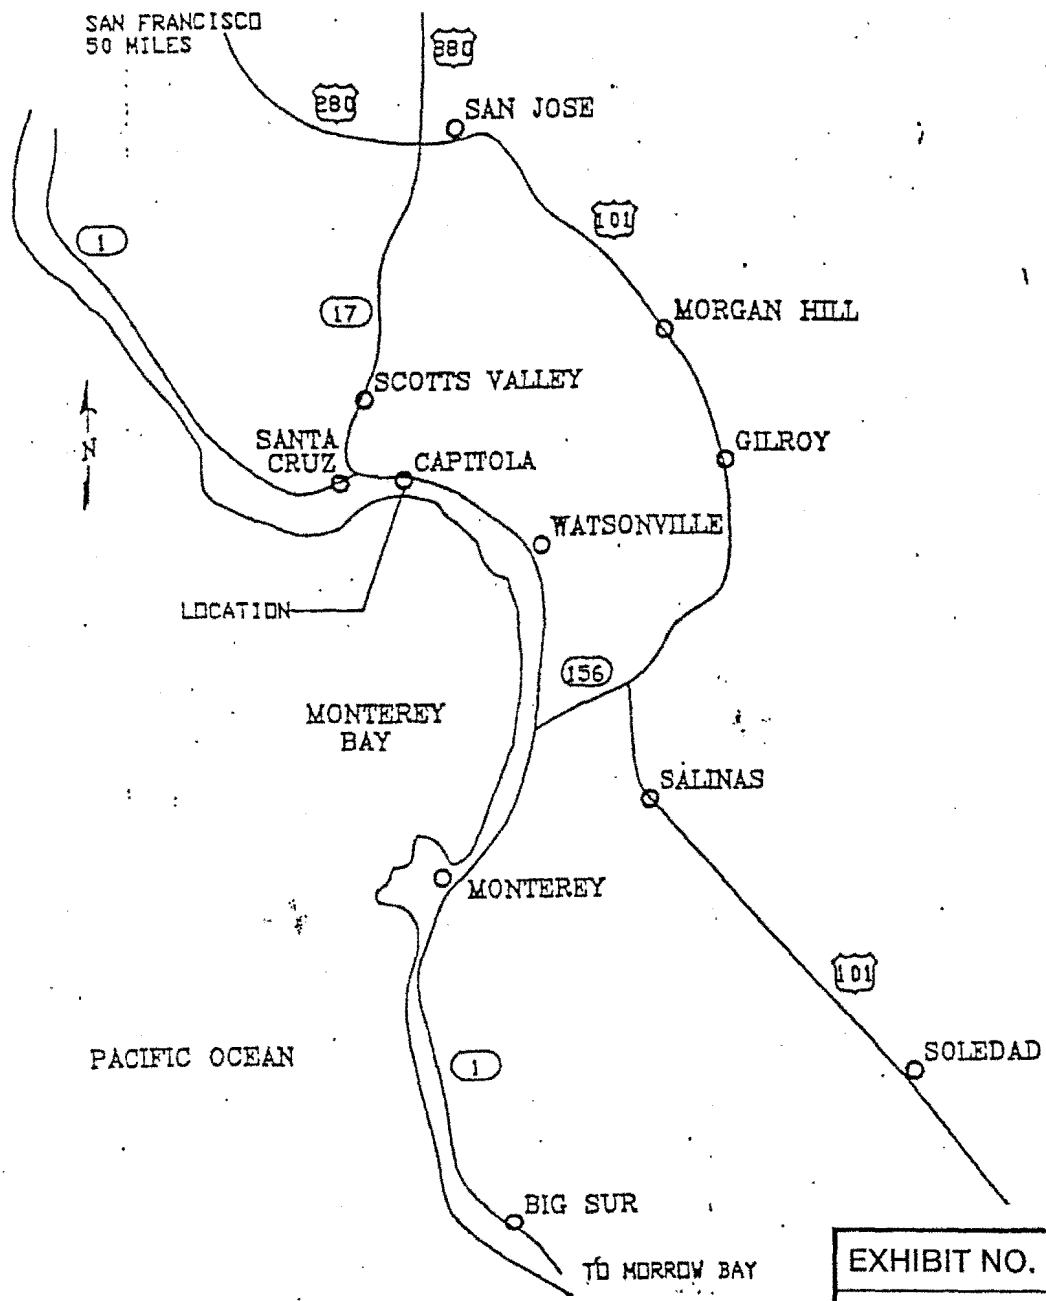 SAN FRANCISCO
50 MILES
880
280
SAN JOSE
101
1
17
MORGAN HILL
SCOTTS VALLEY
N
SANTA
CRUZ
CAPITOLA
GILROY
WATSONVILLE
LOCATION
156
MONTEREY
BAY
SALINAS
MONTEREY
101
PACIFIC OCEAN
1
SOLEDAD
BIG SUR
TO MORROW BAY
EXHIBIT NO.